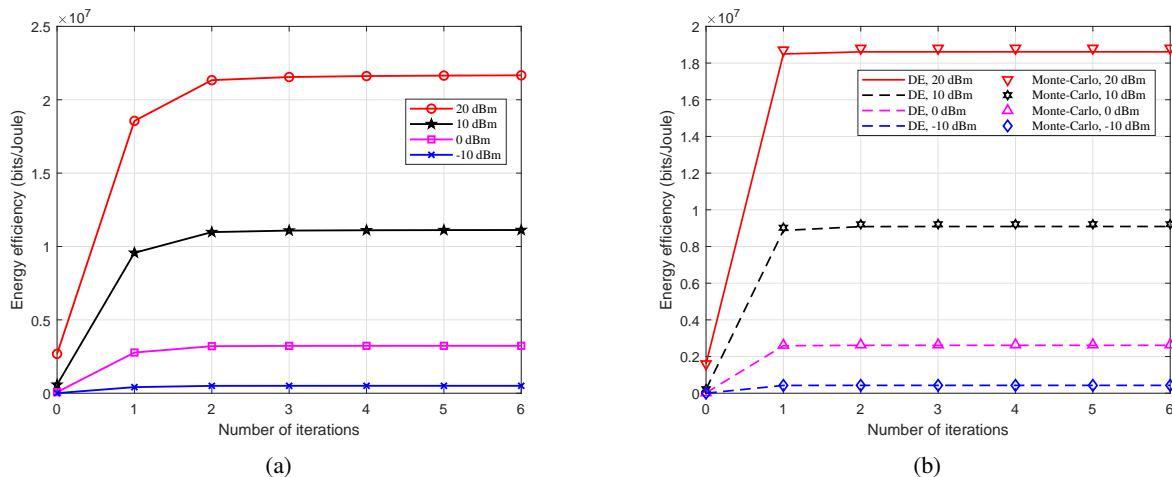 ×10⁷
2.5
2
1.5
1
0.5
0
Energy efficiency (bits/Joule)
20 dBm
10 dBm
0 dBm
-10 dBm
0 1 2 3 4 5 6
Number of iterations
(a)
×10⁷
2
1.8
1.6
1.4
1.2
1
0.8
0.6
0.4
0.2
0
Energy efficiency (bits/Joule)
DE, 20 dBm Monte-Carlo, 20 dBm
DE, 10 dBm Monte-Carlo, 10 dBm
DE, 0 dBm Monte-Carlo, 0 dBm
DE, -10 dBm Monte-Carlo, -10 dBm
0 1 2 3 4 5 6
Number of iterations
(b)